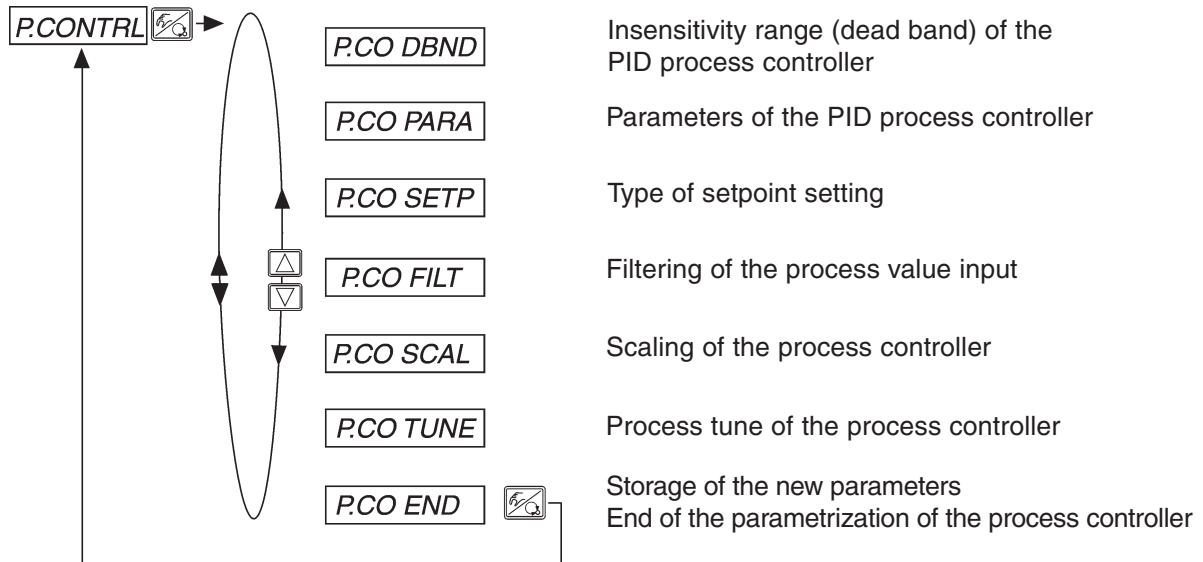 P.CONTRL
P.CO DBND
Insensitivity range (dead band) of the
PID process controller
P.CO PARA
Parameters of the PID process controller
P.CO SETP
Type of setpoint setting
P.CO FILT
Filtering of the process value input
P.CO SCAL
Scaling of the process controller
P.CO TUNE
Process tune of the process controller
P.CO END
Storage of the new parameters
End of the parametrization of the process controller